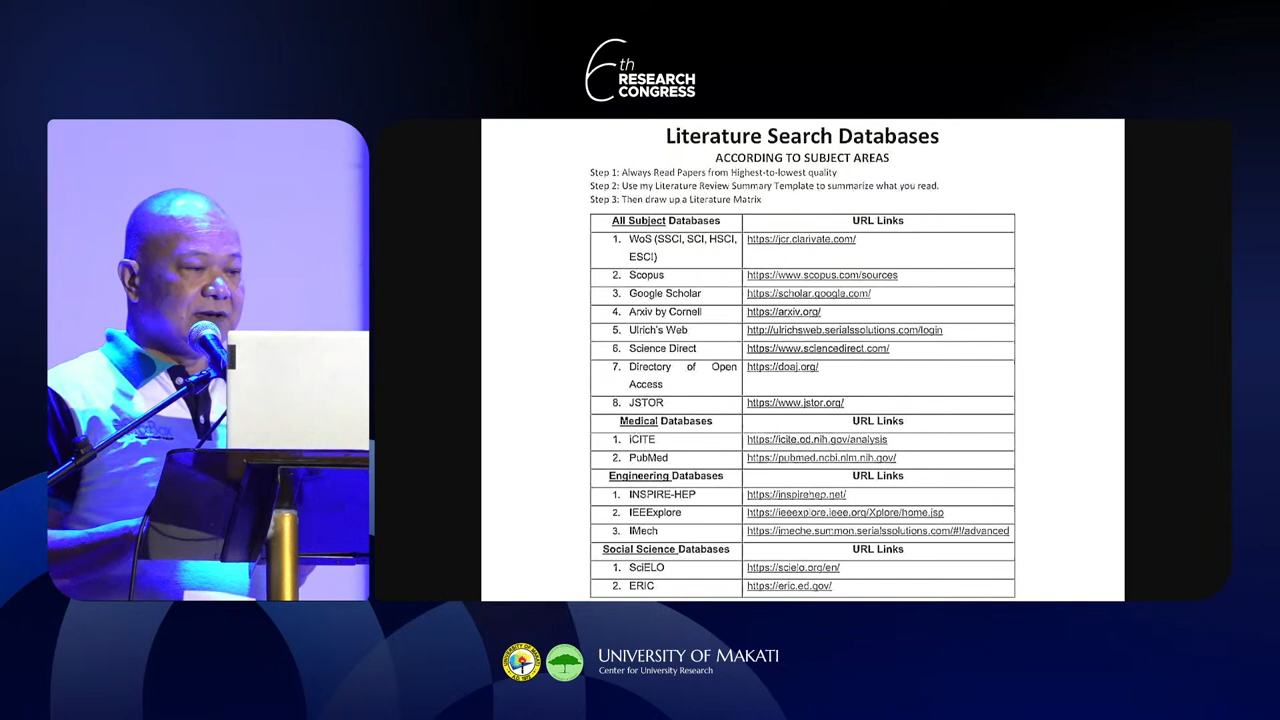 6th
RESEARCH
CONGRESS
Literature Search Databases
ACCORDING TO SUBJECT AREAS
Step 1: Always Read Papers from Highest-to-lowest quality
Step 2: Use my Literature Review Summary Template to summarize what you read.
Step 3: Then draw up a Literature Matrix
All Subject Databases URL Links
1. WoS (SSCI, SCI, HSCI, https://jcr.clarivate.com/
ESCI)
2. Scopus https://www.scopus.com/sources
3. Google Scholar https://scholar.google.com/
4. Arxiv by Cornell https://arxiv.org/
5. Ulrich's Web http://ulrichsweb.serialssolutions.com/login
6. Science Direct https://www.sciencedirect.com/
7. Directory of Open https://doaj.org/
Access
8. JSTOR https://www.jstor.org/
Medical Databases URL Links
1. iCITE https://icite.od.nih.gov/analysis
2. PubMed https://pubmed.ncbi.nlm.nih.gov/
Engineering Databases URL Links
1. INSPIRE-HEP https://inspirehep.net/
2. IEEExplore https://ieeexplore.ieee.org/Xplore/home.jsp
3. IMech https://imeche.summon.serialssolutions.com/#!/advanced
Social Science Databases URL Links
1. SciELO https://scielo.org/en/
2. ERIC https://eric.ed.gov/
UNIVERSITY OF MAKATI
Center for University Research